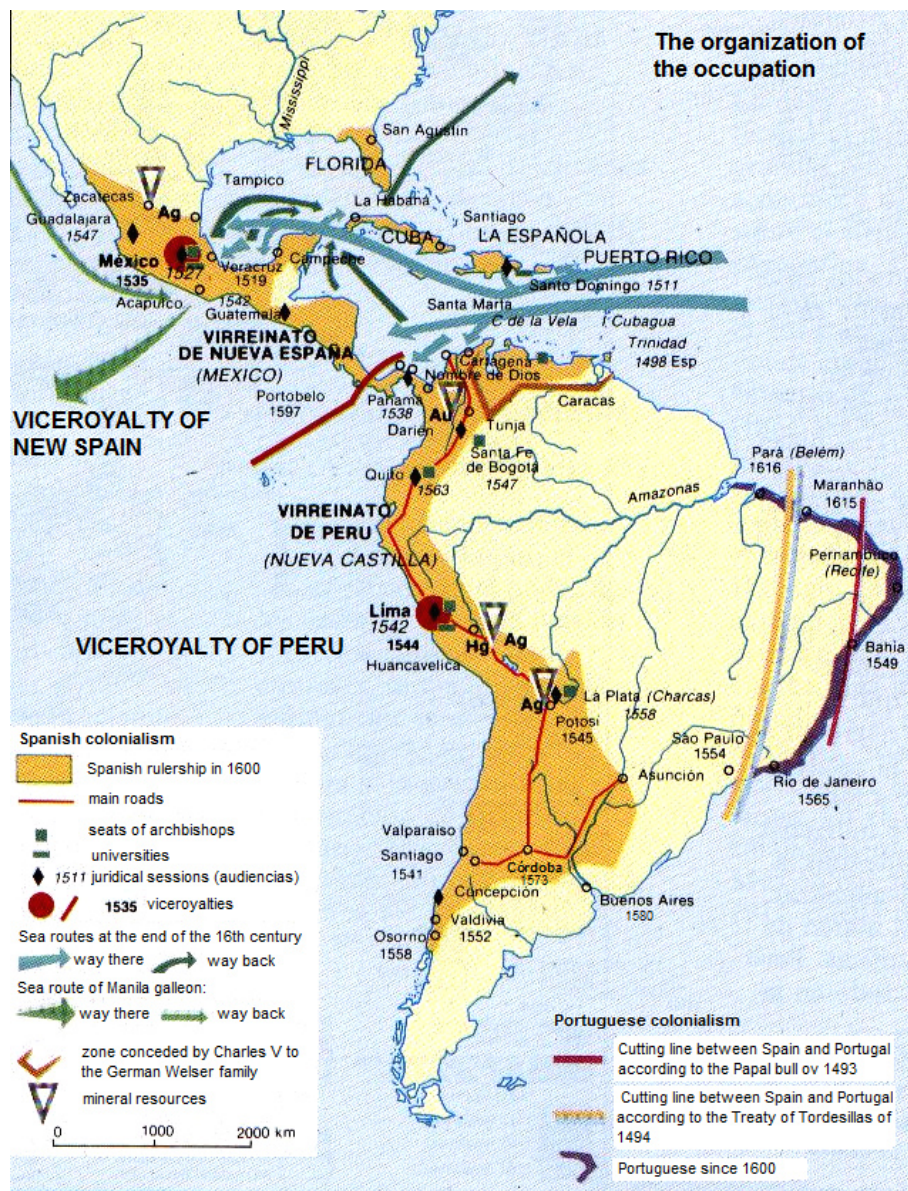 The organization of
the occupation
Mississippi
San Agustin
FLORIDA
Tampico
Zacatecas
Ag
Guadalajara
1547
La Habana
CUBA
Santiago
LA ESPAÑOLA
PUERTO RICO
México
1535
1527
Veracruz
1519
Campeche
Santo Domingo 1511
Acapulco
1542
Guatemala
Santa Marta
C de la Vela
I Cubagua
Trinidad
1498 Esp
VIRREINATO
DE NUEVA ESPAÑA
(MEXICO)
Cartagena
Nombre de Dios
Portobelo
1597
Panamá
1538
Caracas
VICEROYALTY OF
NEW SPAIN
Au
Darién
Tunja
Santa Fe
de Bogotá
1547
Quito
1563
Pará (Belém)
1616
Maranhão
1615
Amazonas
VIRREINATO
DE PERU
(NUEVA CASTILLA)
Pernambuco
(Recife)
Lima
1542
1544
Hg
Ag
Huancavelica
VICEROYALTY OF PERU
Bahia
1549
Ag
La Plata (Charcas)
1558
Potosí
1545
São Paulo
1554
Asunción
Rio de Janeiro
1565
Valparaiso
Santiago
1541
Córdoba
1573
Concepción
Buenos Aires
1580
Valdivia
1552
Osorno
1558
Spanish colonialism
Spanish rulership in 1600
main roads
seats of archbishops
universities
1511 juridical sessions (audiencias)
1535 viceroyalties
Sea routes at the end of the 16th century
way there way back
Sea route of Manila galleon:
way there way back
zone conceded by Charles V to
the German Welser family
mineral resources
0 1000 2000 km
Portuguese colonialism
Cutting line between Spain and Portugal
according to the Papal bull ov 1493
Cutting line between Spain and Portugal
according to the Treaty of Tordesillas of
1494
Portuguese since 1600